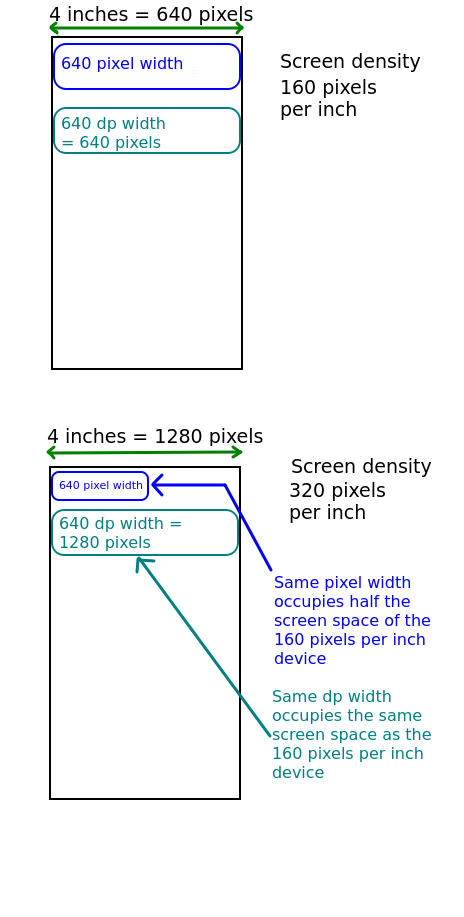 4 inches = 640 pixels
640 pixel width
Screen density
160 pixels
per inch
640 dp width
= 640 pixels
4 inches = 1280 pixels
640 pixel width
Screen density
320 pixels
per inch
640 dp width =
1280 pixels
Same pixel width
occupies half the
screen space of the
160 pixels per inch
device
Same dp width
occupies the same
screen space as the
160 pixels per inch
device